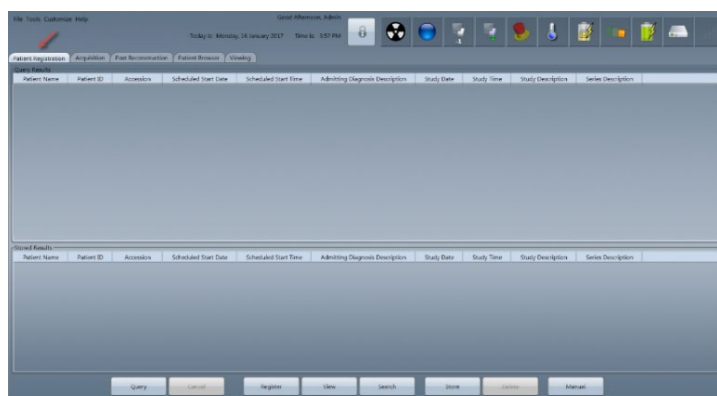 File Tools Customize Help
Good Afternoon, Admin
Today is: Monday, 16 January 2017 Time is: 3:57 PM
Patient Registration Acquisition Post Reconstruction Patient Browser Viewing
Query Results
Patient Name Patient ID Accession Scheduled Start Date Scheduled Start Time Admitting Diagnosis Description Study Date Study Time Study Description Series Description
Stored Results
Patient Name Patient ID Accession Scheduled Start Date Scheduled Start Time Admitting Diagnosis Description Study Date Study Time Study Description Series Description
Query Cancel Register View Search Store Delete Manual